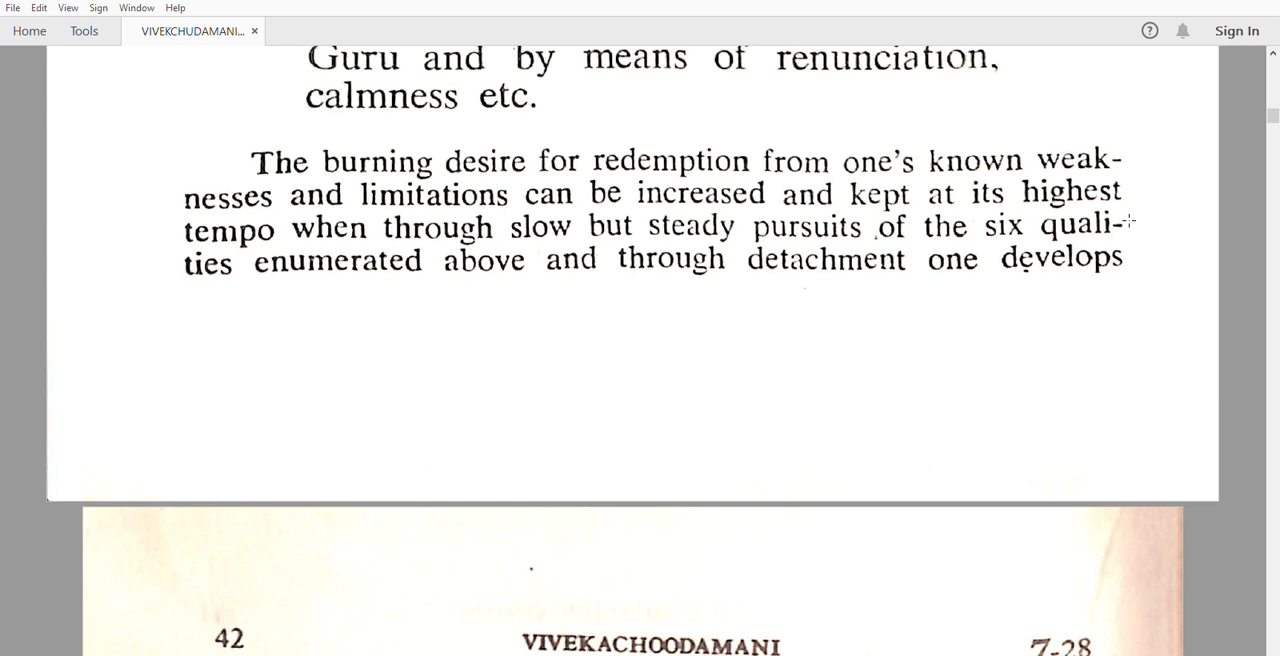 File Edit View Sign Window Help
Home Tools VIVEKCHUDAMANI... × ? Sign In
Guru and by means of renunciation,
calmness etc.
The burning desire for redemption from one's known weak-
nesses and limitations can be increased and kept at its highest
tempo when through slow but steady pursuits of the six quali-
ties enumerated above and through detachment one develops
42 VIVEKACHOODAMANI 7-28